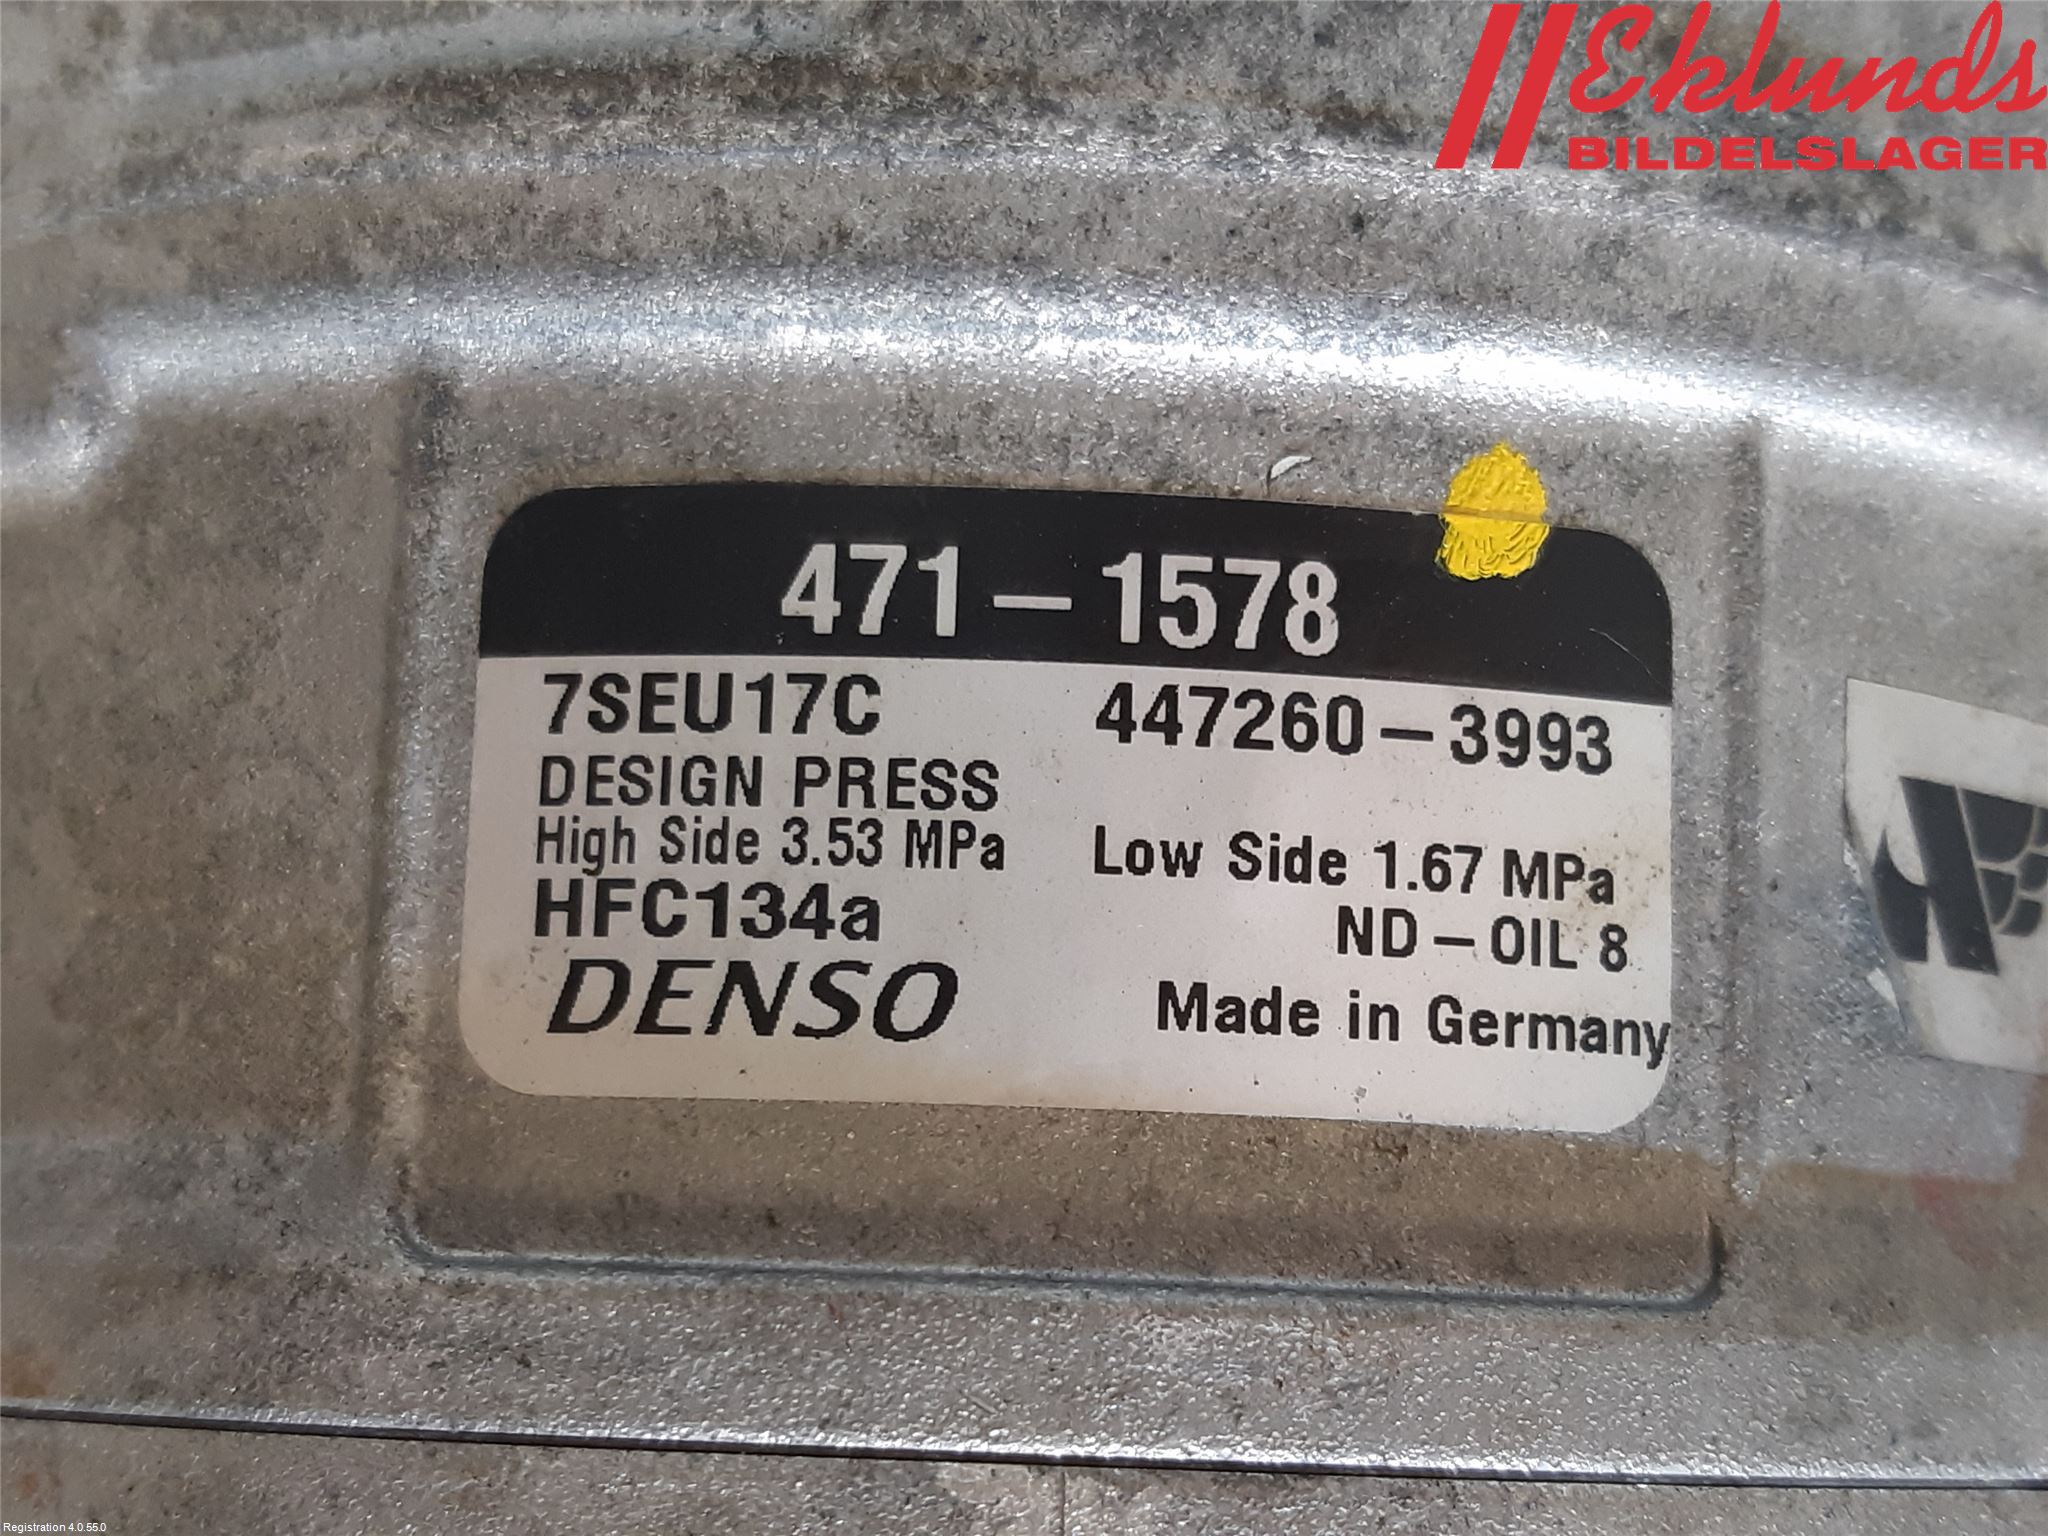 Eklunds
BILDELSLAGER
471-1578
7SEU17C 447260-3993
DESIGN PRESS
High Side 3.53 MPa Low Side 1.67 MPa
HFC134a ND-OIL 8
DENSO Made in Germany
Registration 4.0.55.0